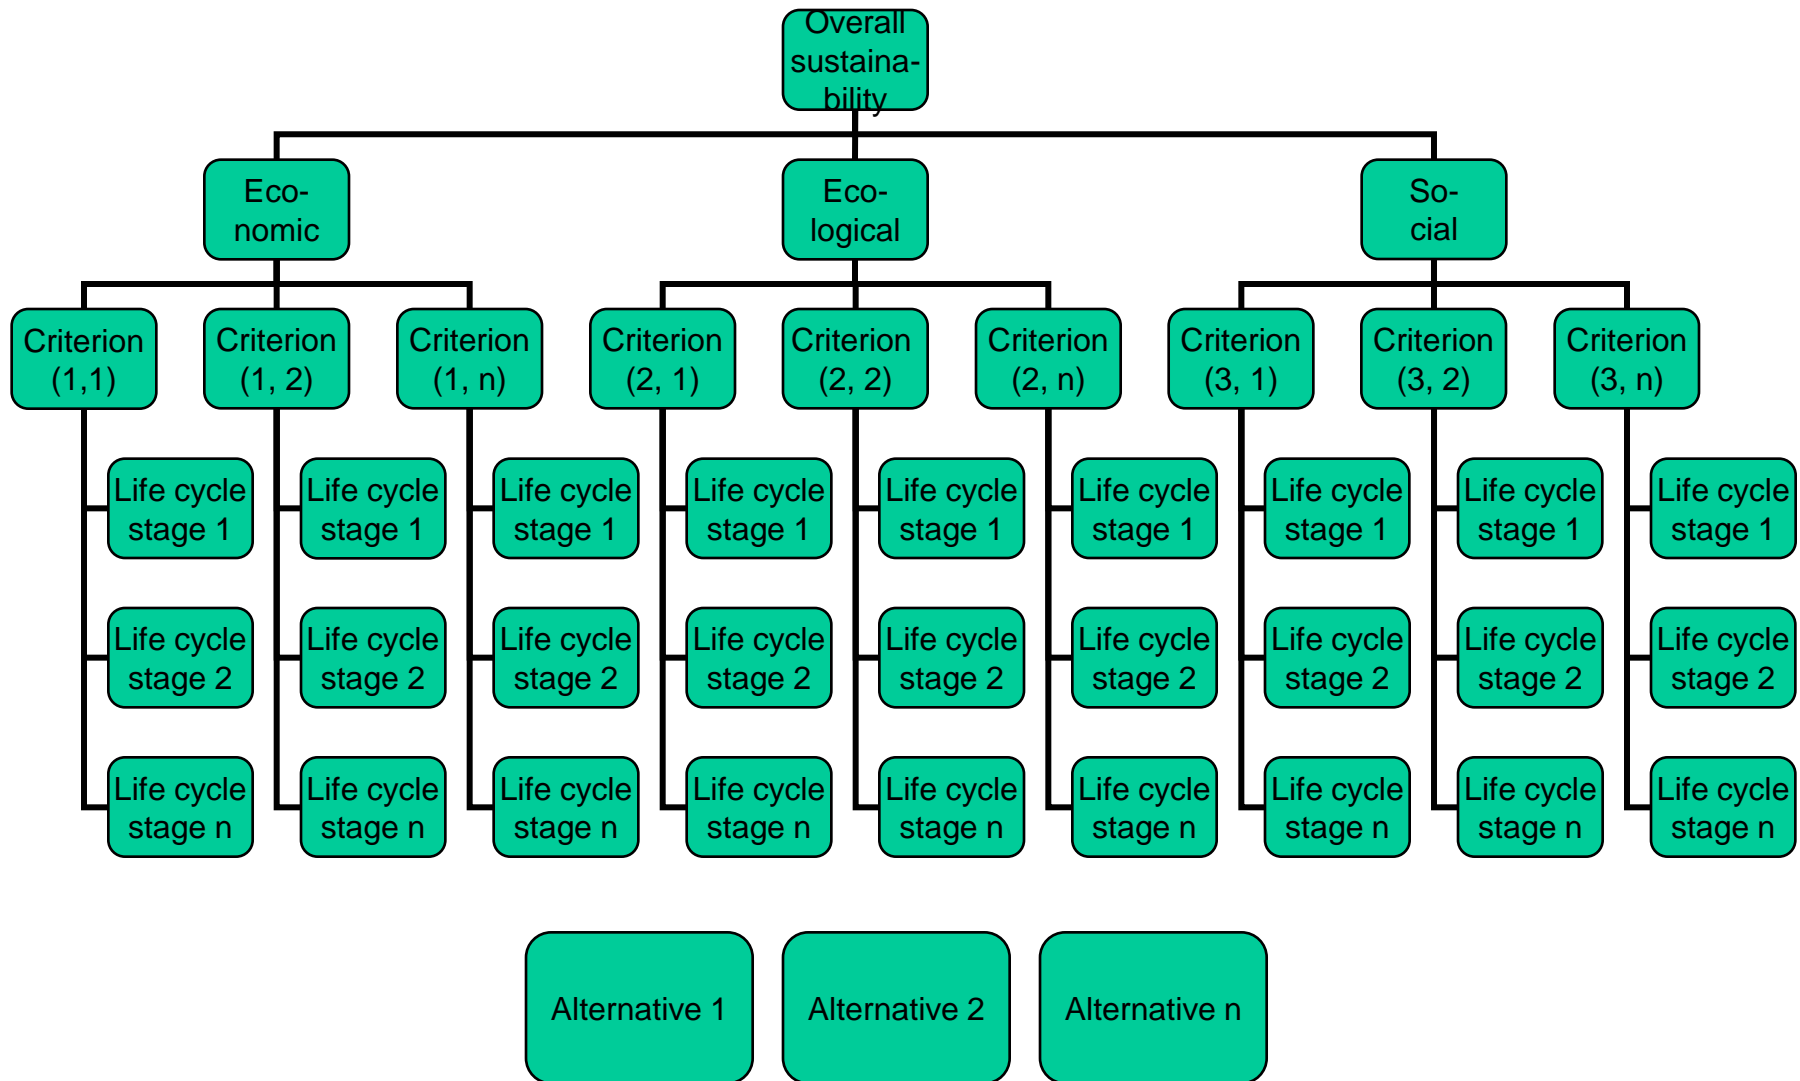 Overall
sustaina-
bility
Eco-
nomic
Eco-
logical
So-
cial
Criterion
(1,1)
Criterion
(1, 2)
Criterion
(1, n)
Criterion
(2, 1)
Criterion
(2, 2)
Criterion
(2, n)
Criterion
(3, 1)
Criterion
(3, 2)
Criterion
(3, n)
Life cycle
stage 1
Life cycle
stage 1
Life cycle
stage 1
Life cycle
stage 1
Life cycle
stage 1
Life cycle
stage 1
Life cycle
stage 1
Life cycle
stage 1
Life cycle
stage 1
Life cycle
stage 2
Life cycle
stage 2
Life cycle
stage 2
Life cycle
stage 2
Life cycle
stage 2
Life cycle
stage 2
Life cycle
stage 2
Life cycle
stage 2
Life cycle
stage 2
Life cycle
stage n
Life cycle
stage n
Life cycle
stage n
Life cycle
stage n
Life cycle
stage n
Life cycle
stage n
Life cycle
stage n
Life cycle
stage n
Life cycle
stage n
Alternative 1
Alternative 2
Alternative n